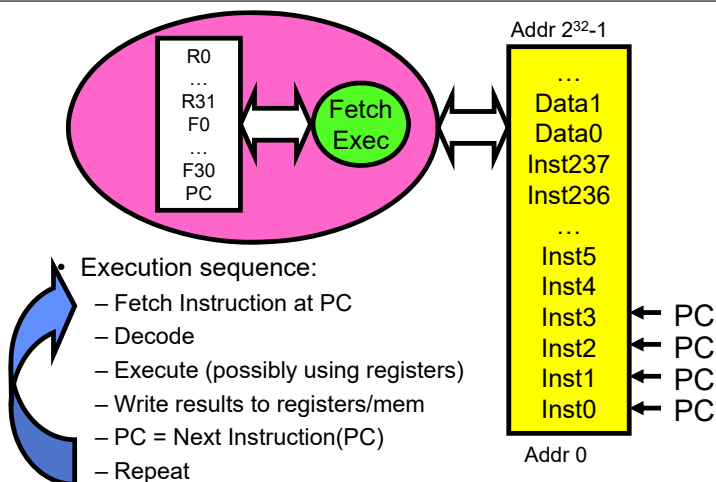 R0
…
R31
F0
…
F30
PC
Fetch
Exec
Addr 2³²-1
…
Data1
Data0
Inst237
Inst236
…
Inst5
Inst4
Inst3
Inst2
Inst1
Inst0
Addr 0
PC
PC
PC
PC
• Execution sequence:
– Fetch Instruction at PC
– Decode
– Execute (possibly using registers)
– Write results to registers/mem
– PC = Next Instruction(PC)
– Repeat